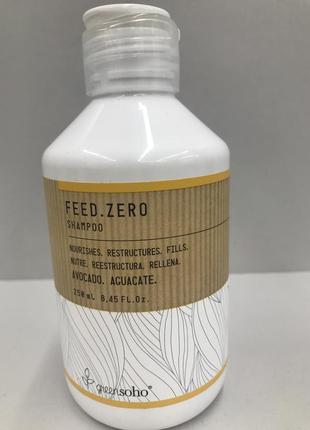 FEED.ZERO
SHAMPOO
NOURISHES. RESTRUCTURES. FILLS.
NUTRE. REESTRUCTURA. RELLENA.
AVOCADO. AGUACATE.
250 mL 8.45 Fl.Oz.
greensoho®